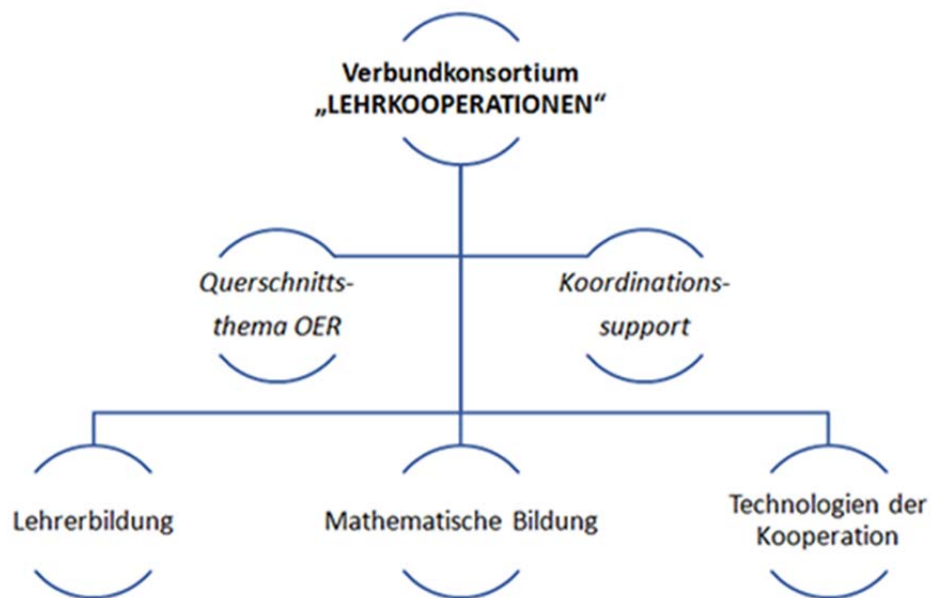 Verbundkonsortium
„LEHRKOOPERATIONEN“
Querschnitts-
thema OER
Koordinations-
support
Lehrerbildung
Mathematische Bildung
Technologien der
Kooperation